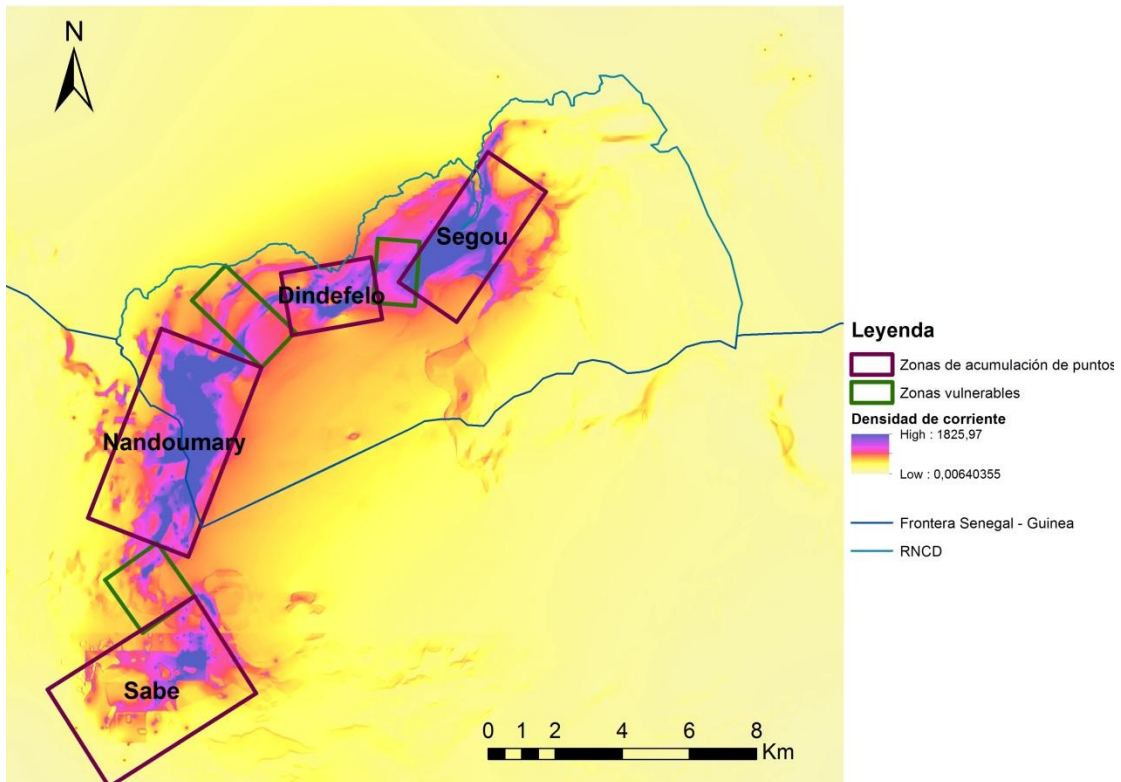 N
Segou
Dindefelo
Nandoumary
Sabe
0 1 2 4 6 8
Km
Leyenda
Zonas de acumulación de puntos
Zonas vulnerables
Densidad de corriente
High : 1825,97
Low : 0,00640355
Frontera Senegal - Guinea
RNCD